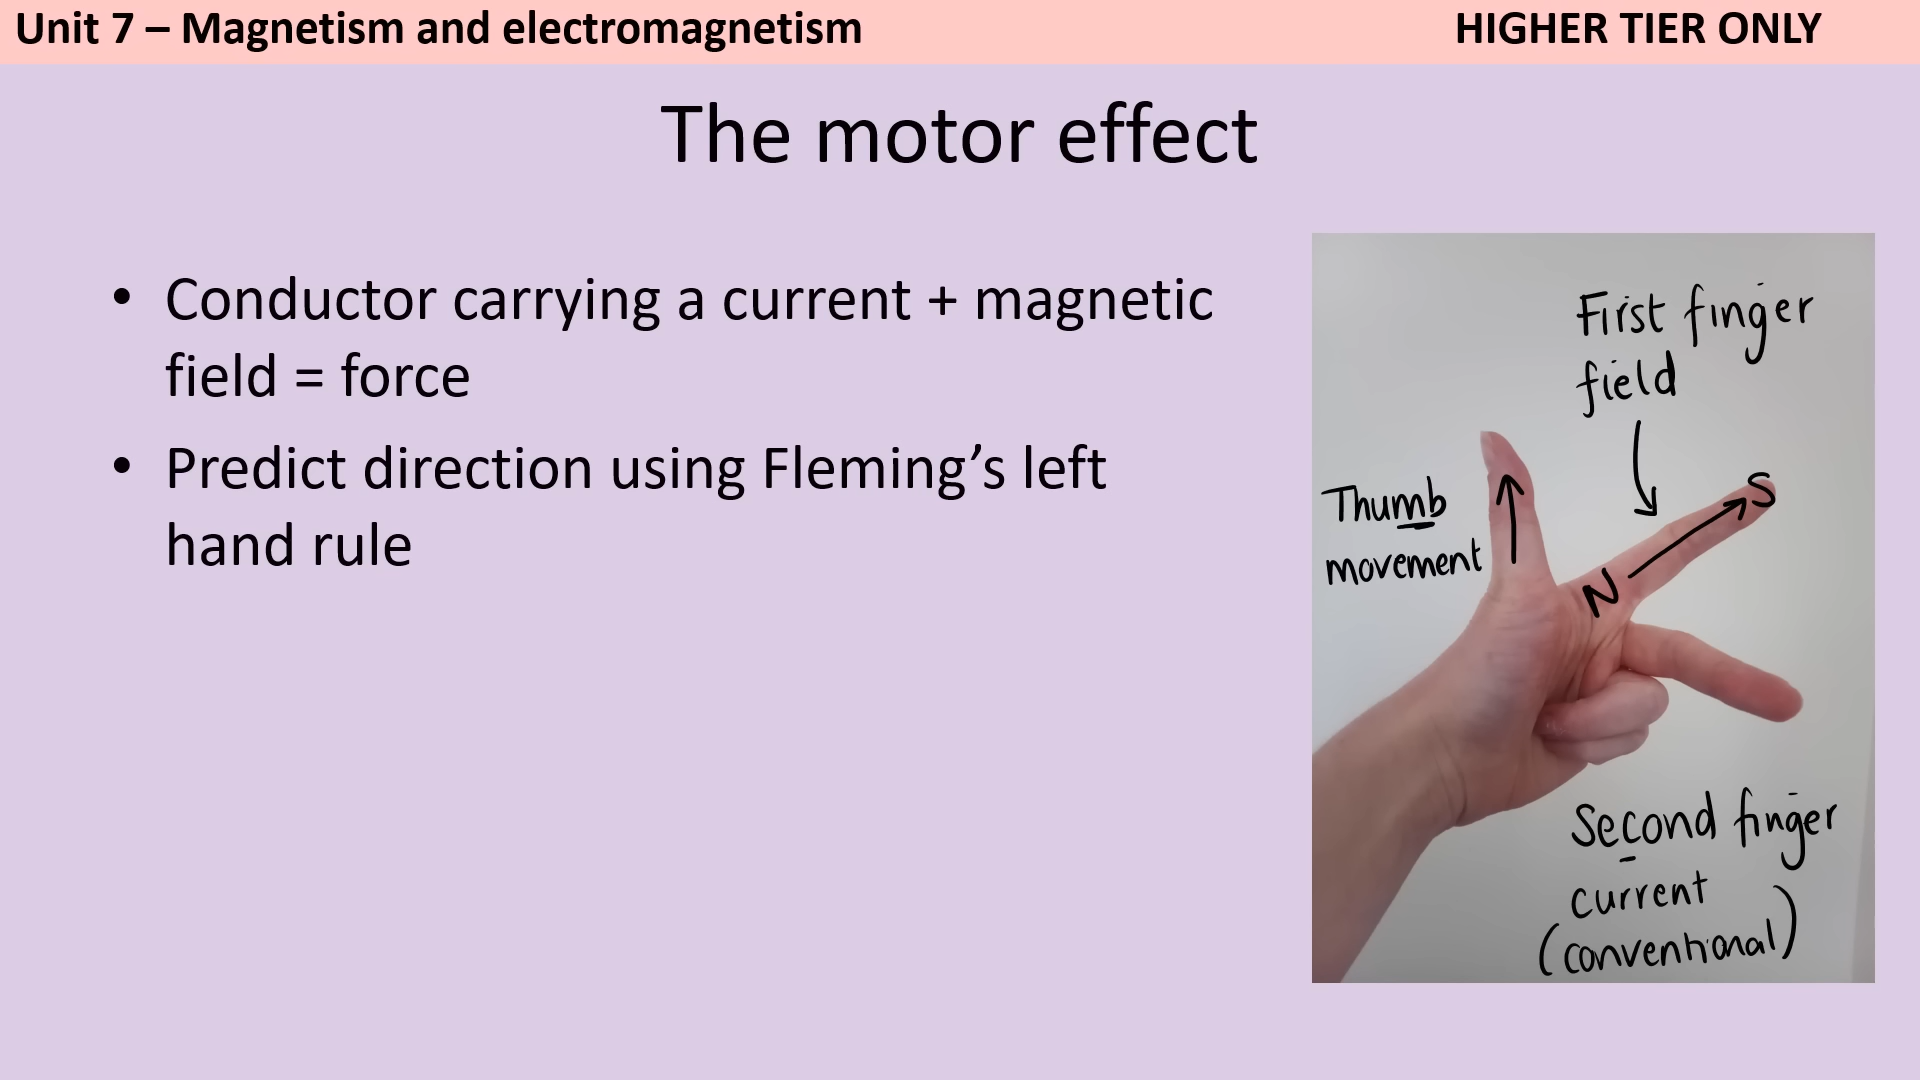 Unit 7 – Magnetism and electromagnetism
HIGHER TIER ONLY
The motor effect
• Conductor carrying a current + magnetic
field = force
• Predict direction using Fleming’s left
hand rule
First finger
field
Thumb
movement
N
S
Second finger
current
(conventional)